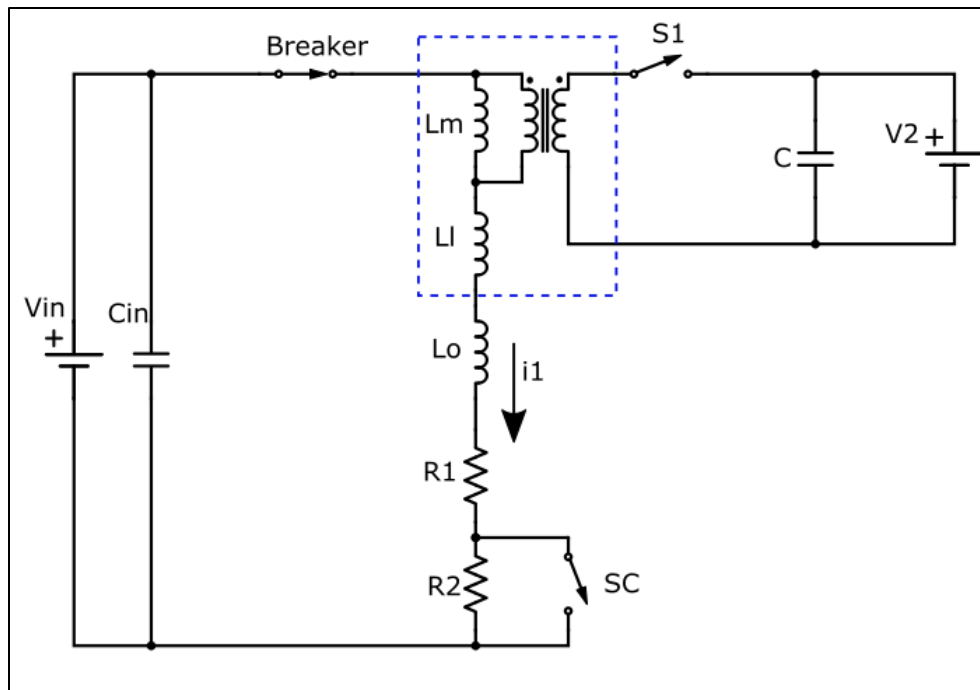 Breaker
S1
Lm
C
V2
+
Ll
Vin
+
Cin
Lo
i1
R1
R2
SC